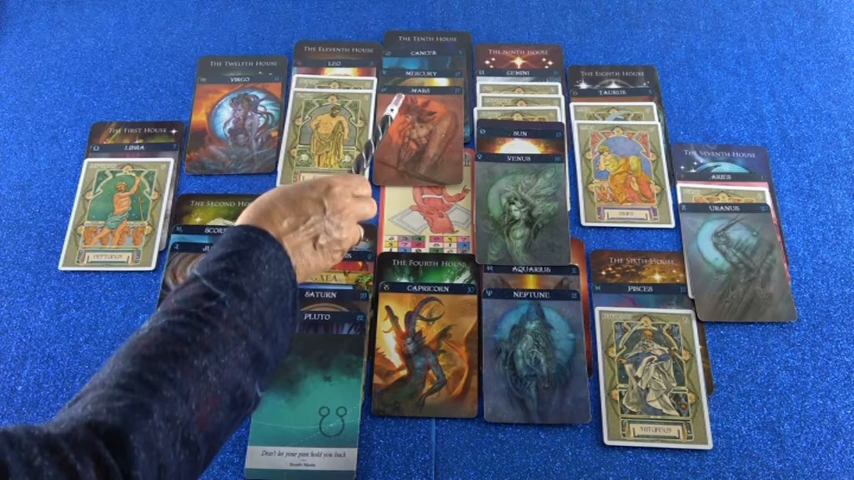 THE TENTH HOUSE
CANCER
MERCURY
MARS
THE ELEVENTH HOUSE
LEO
THE NINTH HOUSE
GEMINI
SUN
VENUS
THE TWELFTH HOUSE
VIRGO
THE EIGHTH HOUSE
TAURUS
THE FIRST HOUSE
LIBRA
THE SEVENTH HOUSE
ARIES
URANUS
THE SECOND HO
SCOR
SATURN
PLUTO
Don't let your past hold you back
South Node
THE FOURTH HOUSE
CAPRICORN
AQUARIUS
NEPTUNE
THE SIXTH HOUSE
PISCES